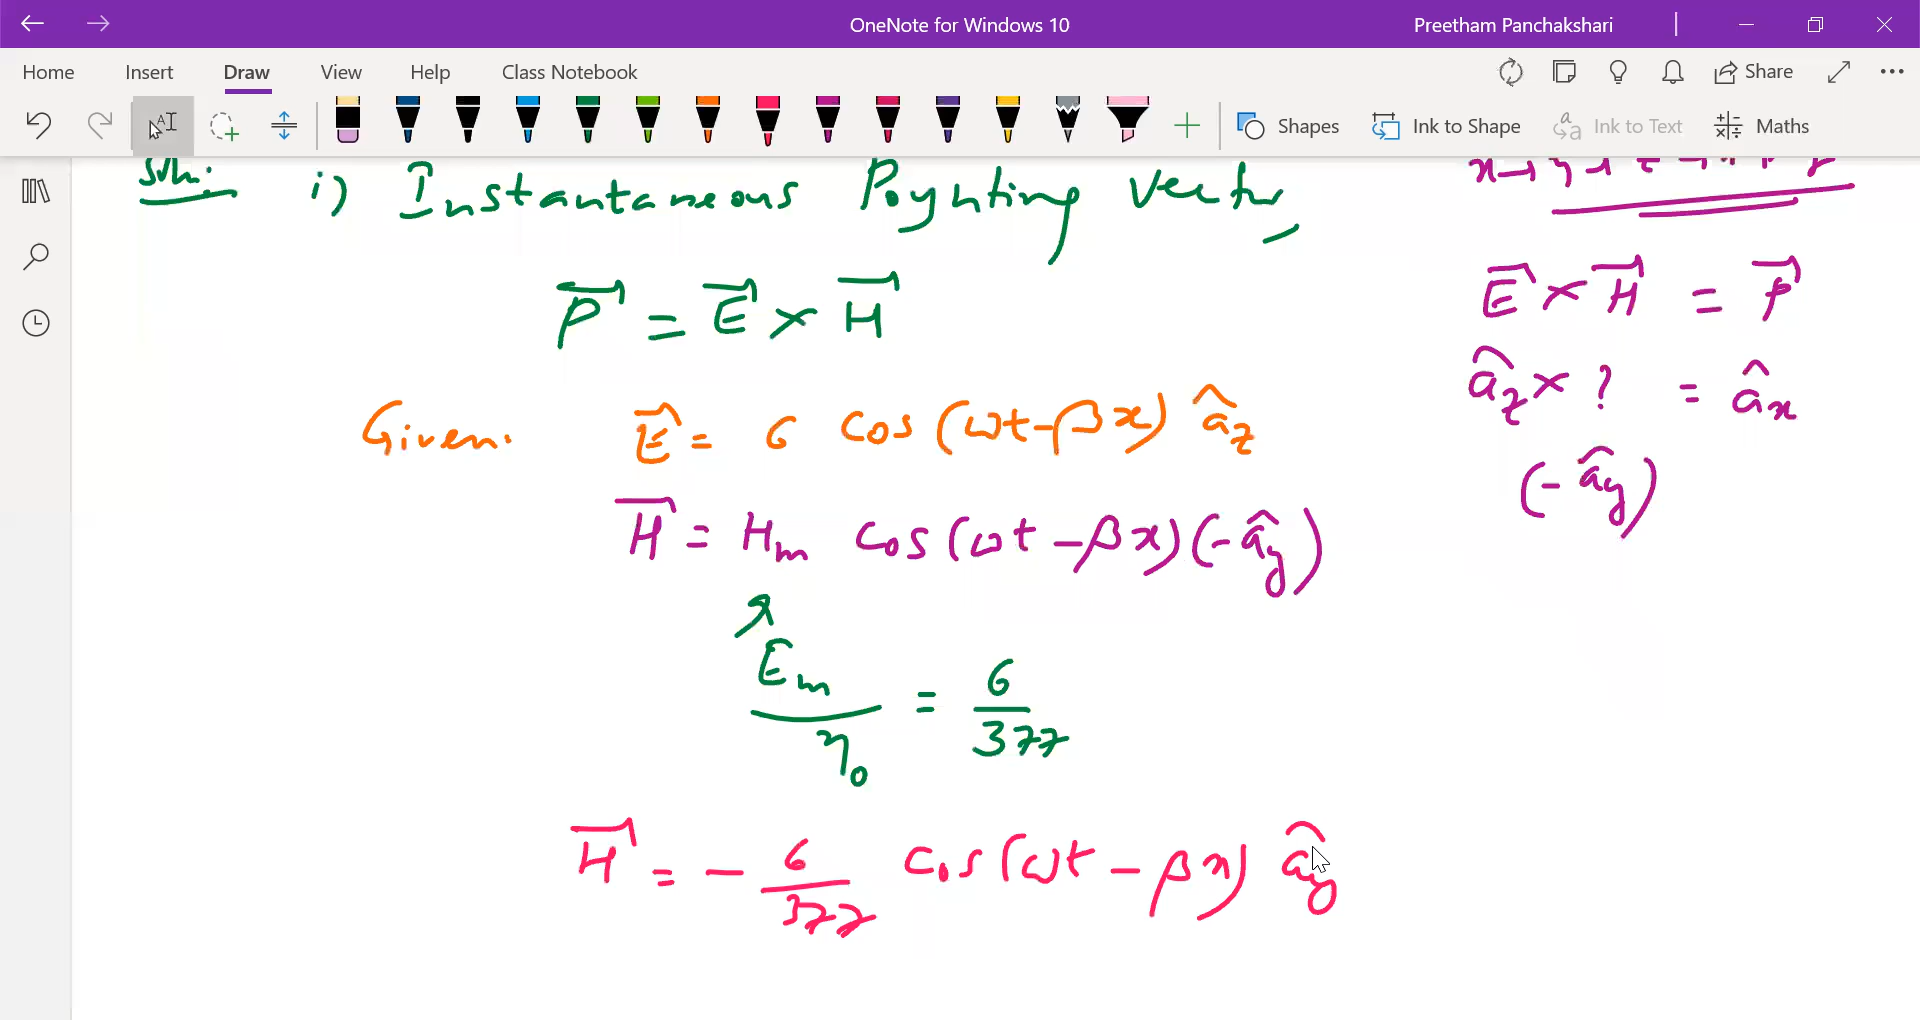 OneNote for Windows 10
Preetham Panchakshari
Home Insert Draw View Help Class Notebook Share
Shapes Ink to Shape Ink to Text Maths
Soln: i) Instantaneous Poynting Vector,
P = E × H
Given: E = 6 cos (ωt-βx) âz
H = Hm cos (ωt-βx) (-ây)
Em/η0 = 6/377
H = - 6/377 cos(ωt-βx) ây
E × H = P
âz × ? = âx
(-ây)